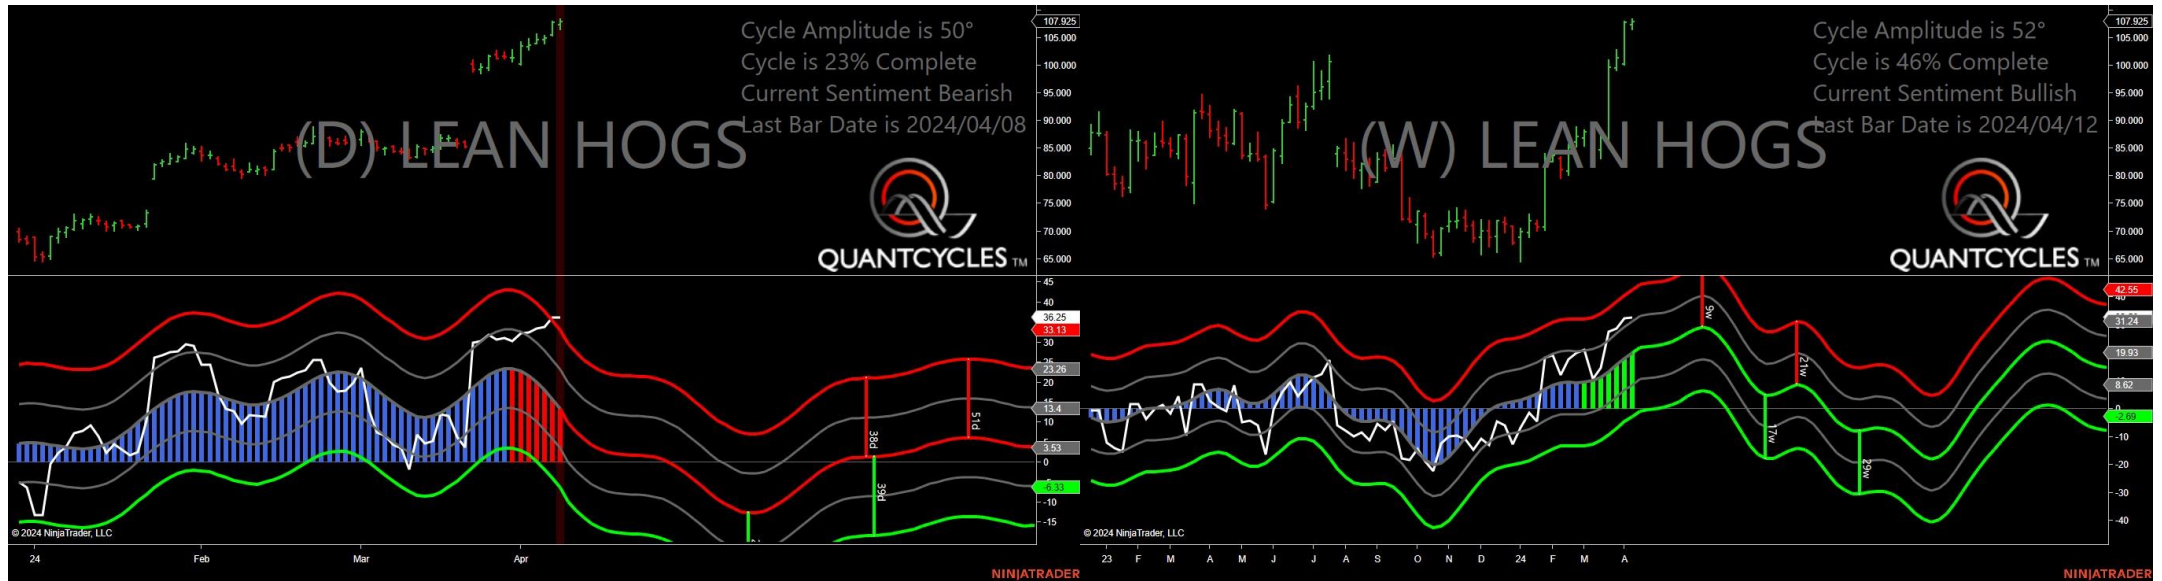 Cycle Amplitude is 50°
Cycle is 23% Complete
Current Sentiment Bearish
Last Bar Date is 2024/04/08
(D) LEAN HOGS
QUANTCYCLES TM
107.925
105.000
100.000
95.000
90.000
85.000
80.000
75.000
70.000
65.000
45
40
36.25
33.13
30
25
23.26
20
15
13.4
10
5
3.53
0
-6.33
-10
-15
38d
39d
51d
© 2024 NinjaTrader, LLC
24 Feb Mar Apr
NINJATRADER
Cycle Amplitude is 52°
Cycle is 46% Complete
Current Sentiment Bullish
Last Bar Date is 2024/04/12
(W) LEAN HOGS
QUANTCYCLES TM
107.925
105.000
100.000
95.000
90.000
85.000
80.000
75.000
70.000
65.000
42.55
40
31.24
19.93
8.62
0
-2.69
-10
-20
-30
-40
9w
21w
17w
29w
© 2024 NinjaTrader, LLC
23 F M A M J J A S O N D 24 F M A
NINJATRADER